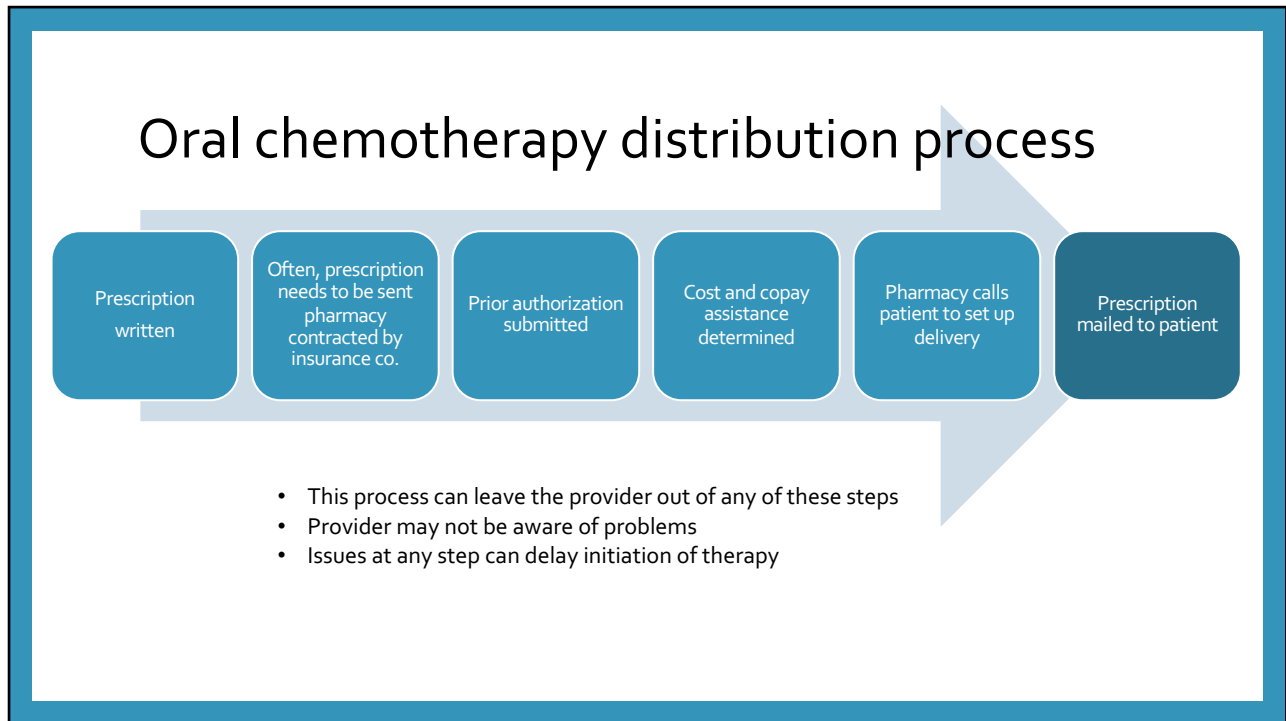 Oral chemotherapy distribution process
Prescription
written
Often, prescription
needs to be sent
pharmacy
contracted by
insurance co.
Prior authorization
submitted
Cost and copay
assistance
determined
Pharmacy calls
patient to set up
delivery
Prescription
mailed to patient
• This process can leave the provider out of any of these steps
• Provider may not be aware of problems
• Issues at any step can delay initiation of therapy